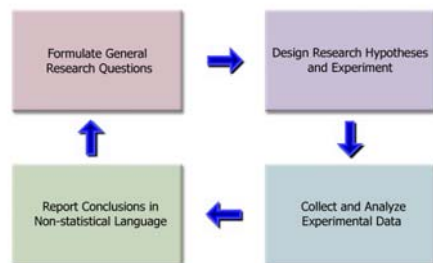 Formulate General
Research Questions
Design Research Hypotheses
and Experiment
Collect and Analyze
Experimental Data
Report Conclusions in
Non-statistical Language